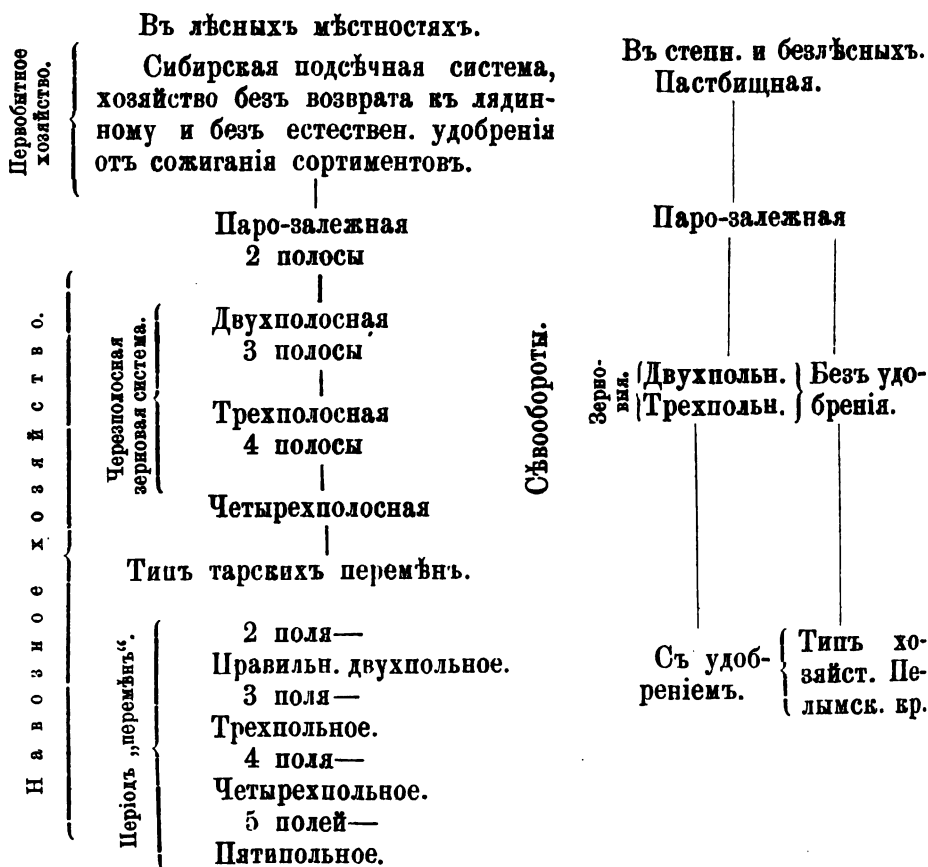 Въ лѣсныхъ мѣстностяхъ.
Первобытное
хозяйство.
Сибирская подсѣчная система,
хозяйство безъ возврата къ лядин-
ному и безъ естествен. удобренія
отъ сожиганія сортиментовъ.
Паро-залежная
2 полосы
Навозное хозяйство.
Черезполосная
зерновая система.
Двухполосная
3 полосы
Трехполосная
4 полосы
Четырехполосная
Типъ тарскихъ перемѣнъ.
Періодъ „перемѣнъ“.
2 поля—
Правильн. двухпольное.
3 поля—
Трехпольное.
4 поля—
Четырехпольное.
5 полей—
Пятипольное.
Сѣвообороты.
Въ степн. и безлѣсныхъ.
Пастбищная.
Паро-залежная
Зерно-
выя.
Двухпольн.
Трехпольн.
Безъ удо-
бренія.
Съ удоб-
реніемъ.
Типъ хо-
зяйст. Пе-
лымск. кр.